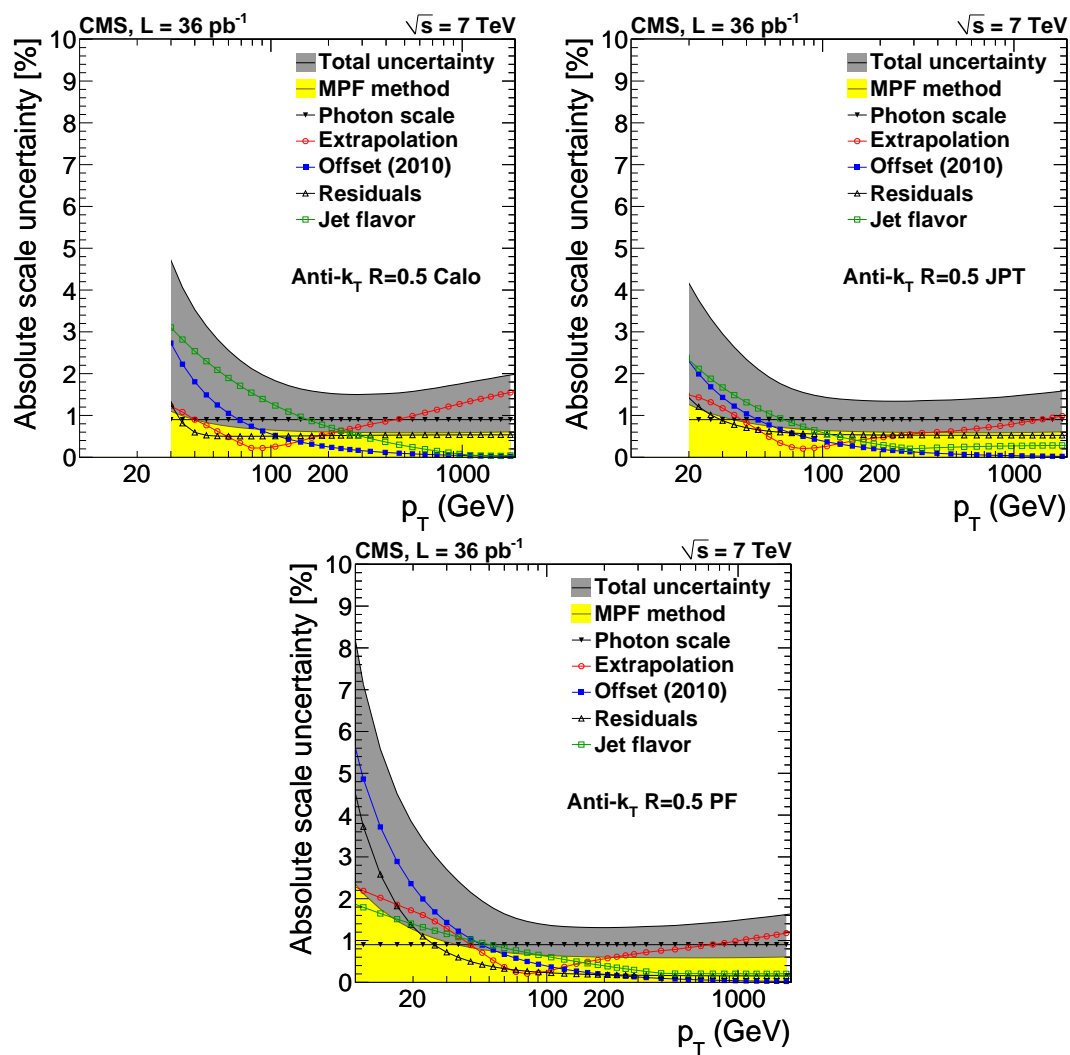 CMS, L = 36 pb⁻¹ √s = 7 TeV
Absolute scale uncertainty [%]
10
9
8
7
6
5
4
3
2
1
0
Total uncertainty
MPF method
Photon scale
Extrapolation
Offset (2010)
Residuals
Jet flavor
Anti-k_T R=0.5 Calo
20 100 200 1000
p_T (GeV)
CMS, L = 36 pb⁻¹ √s = 7 TeV
Absolute scale uncertainty [%]
10
9
8
7
6
5
4
3
2
1
0
Total uncertainty
MPF method
Photon scale
Extrapolation
Offset (2010)
Residuals
Jet flavor
Anti-k_T R=0.5 JPT
20 100 200 1000
p_T (GeV)
CMS, L = 36 pb⁻¹ √s = 7 TeV
Absolute scale uncertainty [%]
10
9
8
7
6
5
4
3
2
1
0
Total uncertainty
MPF method
Photon scale
Extrapolation
Offset (2010)
Residuals
Jet flavor
Anti-k_T R=0.5 PF
20 100 200 1000
p_T (GeV)